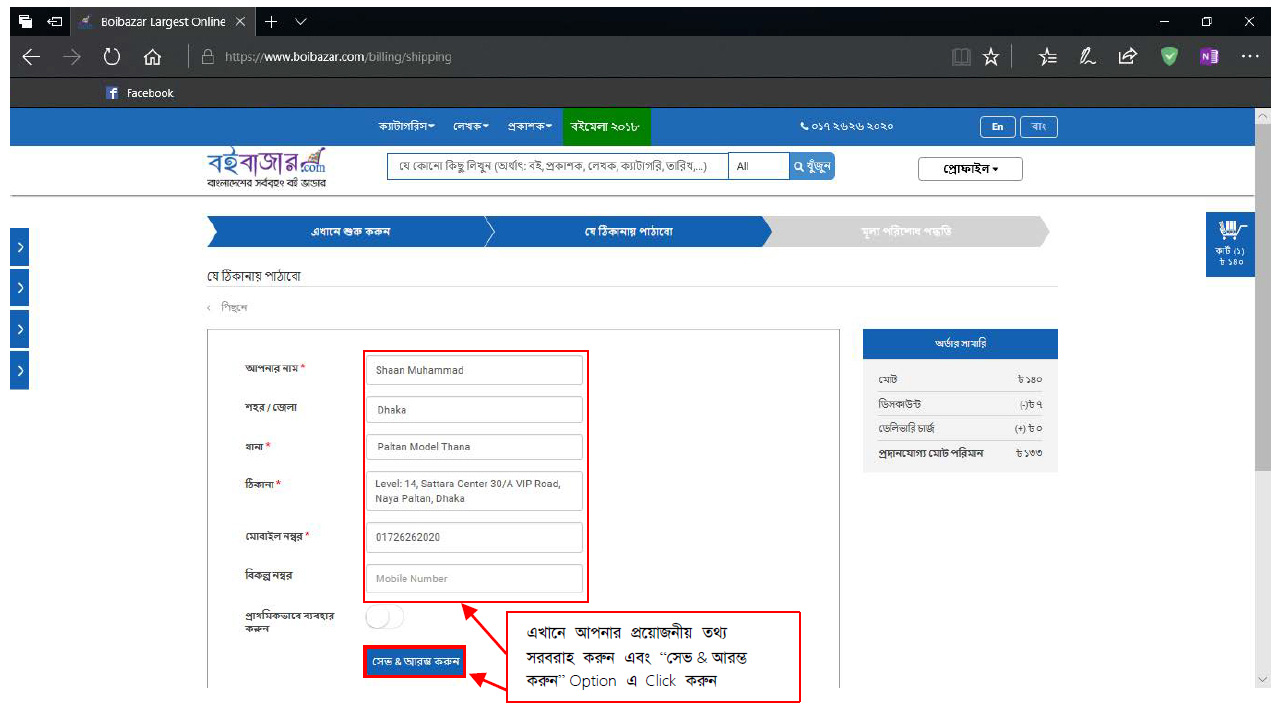 Boibazar Largest Online
https://www.boibazar.com/billing/shipping
Facebook
ক্যাটাগরিস লেখক প্রকাশক বইমেলা ২০১৮ ০১৭ ২৬২৬ ২০২০ En বাং
বইবাজার.com
বাংলাদেশের সর্ববৃহৎ বই ভান্ডার
যে কোনো কিছু লিখুন (অর্থাৎ: বই, প্রকাশক, লেখক, ক্যাটাগরি, তারিখ,...) All খুঁজুন
প্রোফাইল
এখানে শুরু করুন যে ঠিকানায় পাঠাবো মূল্য পরিশোধ পদ্ধতি
কার্ট (১)
৳ ১৪০
যে ঠিকানায় পাঠাবো
‹ পিছনে
আপনার নাম * Shaan Muhammad
শহর / জেলা Dhaka
থানা * Paltan Model Thana
ঠিকানা * Level: 14, Sattara Center 30/A VIP Road,
Naya Paltan, Dhaka
মোবাইল নম্বর * 01726262020
বিকল্প নম্বর Mobile Number
প্রাথমিকভাবে ব্যবহার
করুন
সেভ & আরম্ভ করুন
অর্ডার সামারি
মোট ৳ ১৪০
ডিসকাউন্ট (-)৳ ৭
ডেলিভারি চার্জ (+) ৳ ০
প্রদানযোগ্য মোট পরিমান ৳ ১৩৩
এখানে আপনার প্রয়োজনীয় তথ্য
সরবরাহ করুন এবং “সেভ & আরম্ভ
করুন” Option এ Click করুন